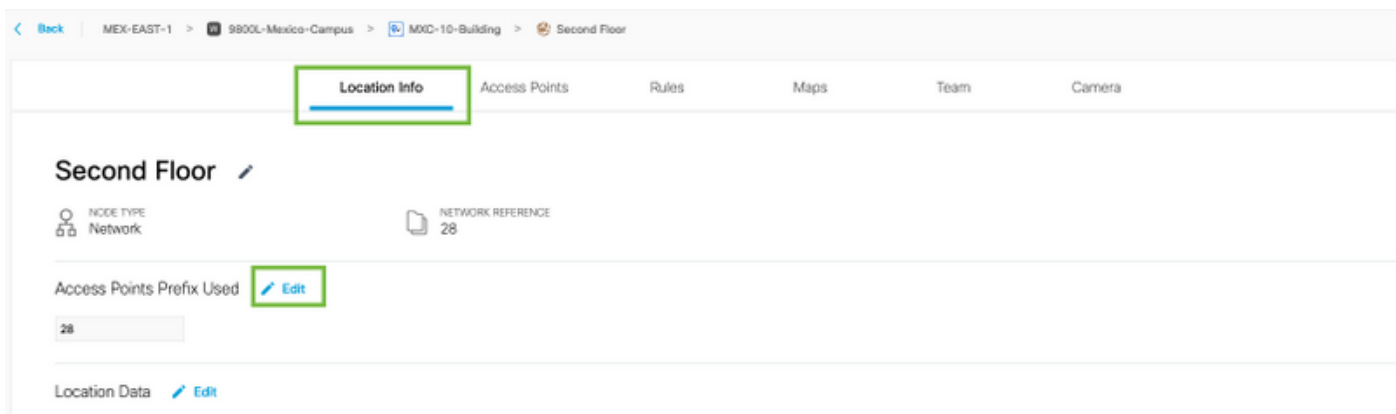 Back MEX-EAST-1 > 9800L-Mexico-Campus > MXC-10-Building > Second Floor
Location Info Access Points Rules Maps Team Camera
Second Floor
NODE TYPE NETWORK REFERENCE
Network 28
Access Points Prefix Used Edit
28
Location Data Edit